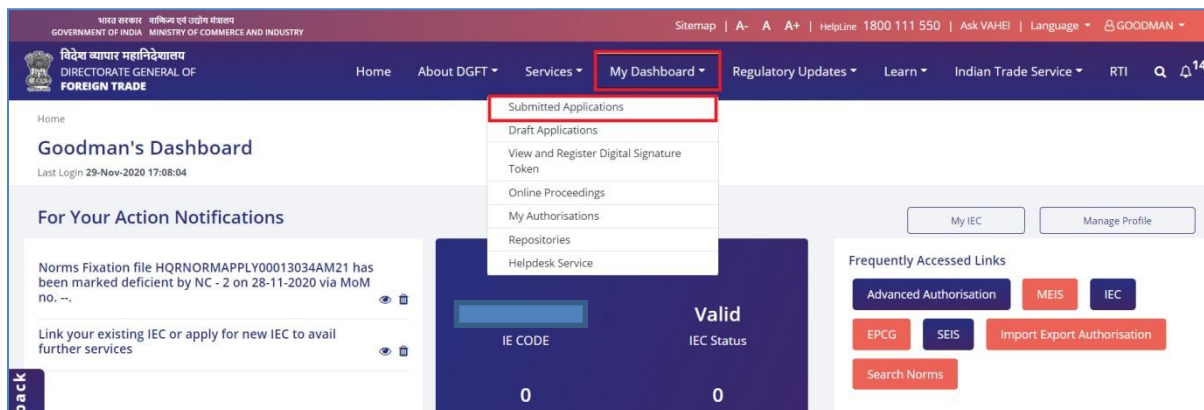 भारत सरकार वाणिज्य एवं उद्योग मंत्रालय
GOVERNMENT OF INDIA MINISTRY OF COMMERCE AND INDUSTRY
Sitemap | A- A A+ | HelpLine 1800 111 550 | Ask VAHEI | Language GOODMAN
विदेश व्यापार महानिदेशालय
DIRECTORATE GENERAL OF
FOREIGN TRADE
Home About DGFT Services My Dashboard Regulatory Updates Learn Indian Trade Service RTI 14
Submitted Applications
Draft Applications
View and Register Digital Signature
Token
Online Proceedings
My Authorisations
Repositories
Helpdesk Service
Home
Goodman's Dashboard
Last Login 29-Nov-2020 17:08:04
For Your Action Notifications
My IEC Manage Profile
Norms Fixation file HQRNORMAPPLY00013034AM21 has
been marked deficient by NC - 2 on 28-11-2020 via MoM
no. --.
Link your existing IEC or apply for new IEC to avail
further services
Valid
IE CODE IEC Status
0 0
Frequently Accessed Links
Advanced Authorisation MEIS IEC
EPCG SEIS Import Export Authorisation
Search Norms